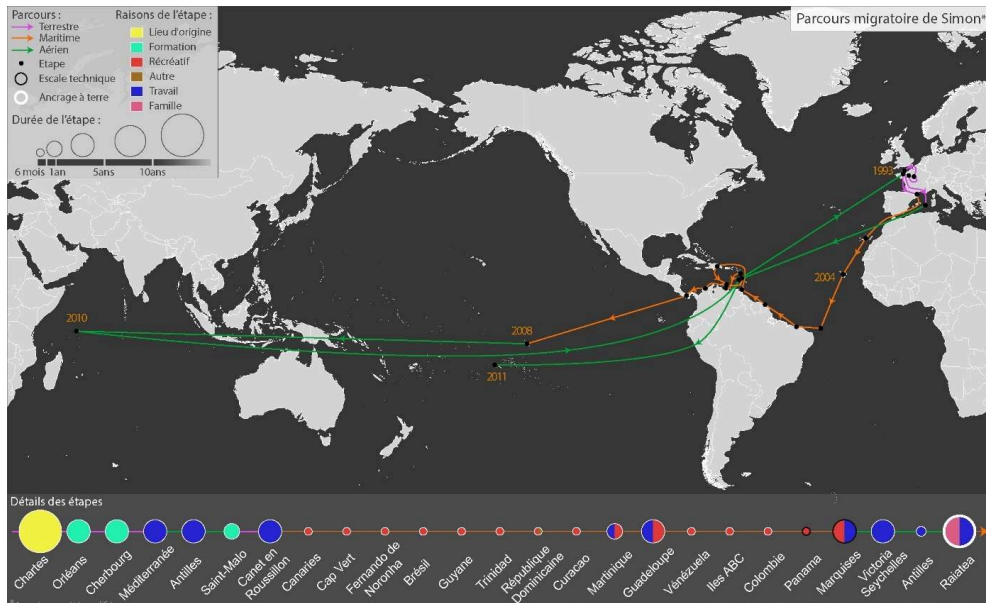 Parcours :
Terrestre
Maritime
Aérien
Etape
Escale technique
Ancrage à terre
Raisons de l'étape :
Lieu d'origine
Formation
Récréatif
Autre
Travail
Famille
Durée de l'étape :
6 mois 1an 5ans 10ans
Parcours migratoire de Simon*
1993
2004
2010
2008
2011
Détails des étapes
Chartes
Orléans
Cherbourg
Méditerranée
Antilles
Saint-Malo
Canet en
Roussillon
Canaries
Cap Vert
Fernando de
Noronha
Brésil
Guyane
Trinidad
République
Dominicaine
Curacao
Martinique
Guadeloupe
Vénézuela
Iles ABC
Colombie
Panama
Marquises
Victoria
Seychelles
Antilles
Raiatea